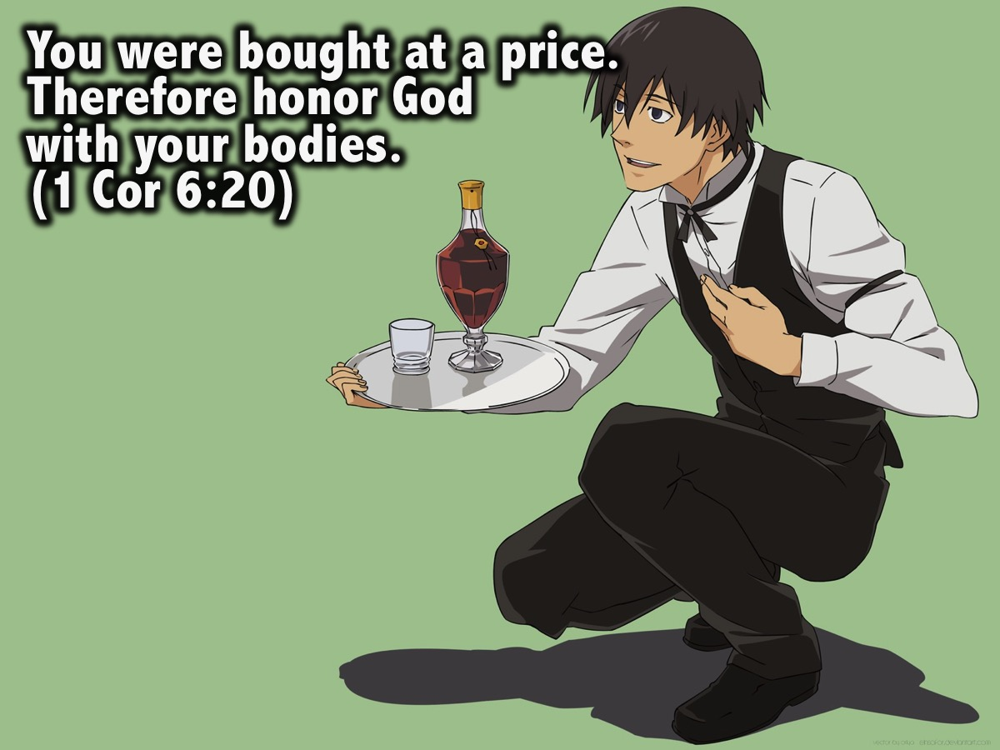 You were bought at a price.
Therefore honor God
with your bodies.
(1 Cor 6:20)